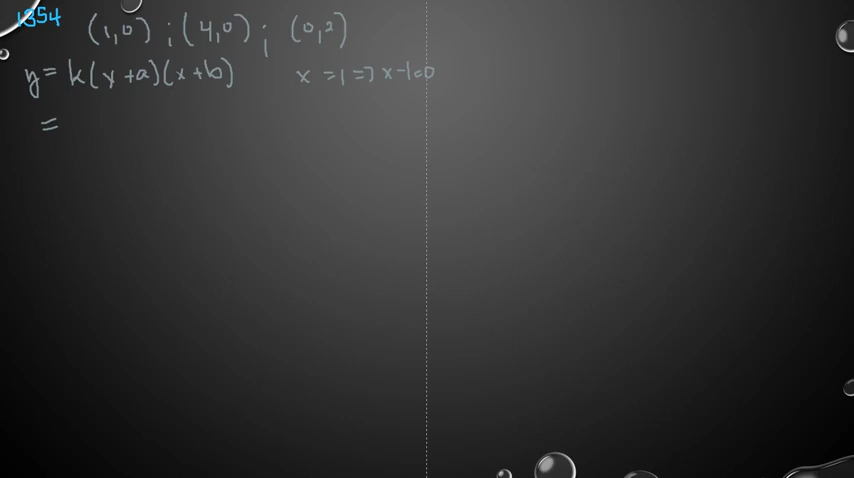 1354
(1,0) ; (4,0) ; (0,2)
y = k(x+a)(x+b) x = 1 => x-1=0
=